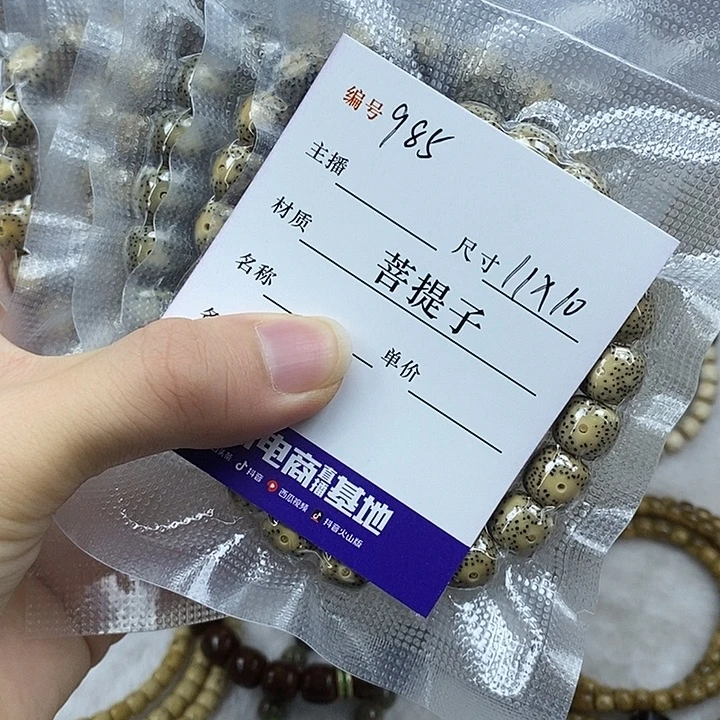 编号 985
主播
材质 尺寸 11X10
菩提子
名称
单价
电商直播基地
抖音 西瓜视频 抖音火山版